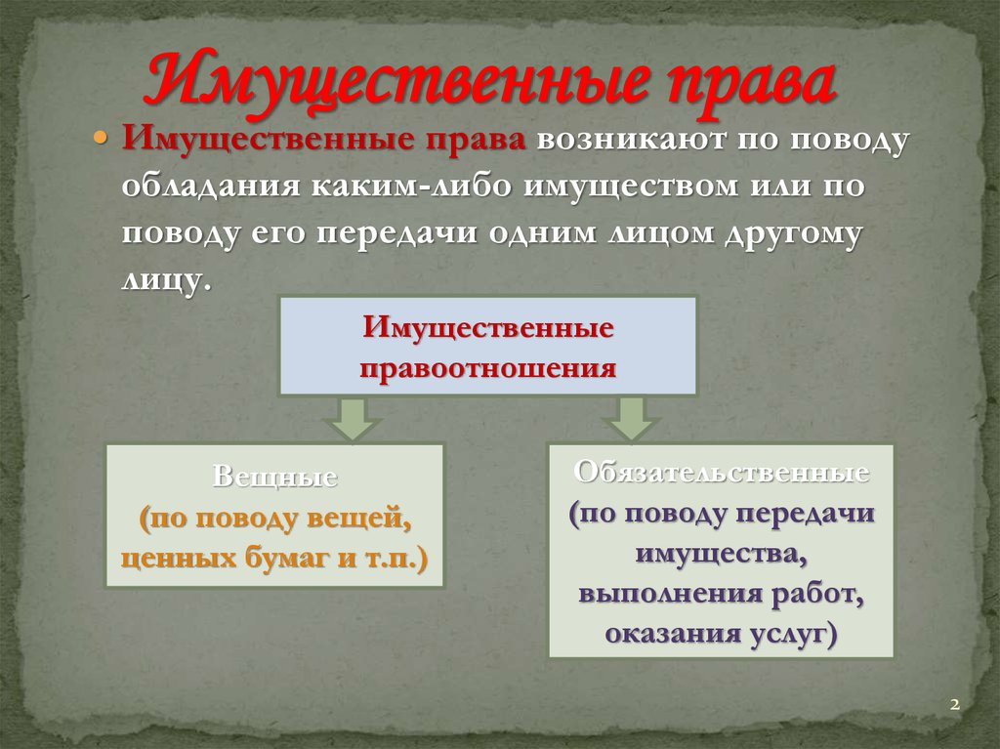 Имущественные права
• Имущественные права возникают по поводу
обладания каким-либо имуществом или по
поводу его передачи одним лицом другому
лицу.
Имущественные
правоотношения
Вещные
(по поводу вещей,
ценных бумаг и т.п.)
Обязательственные
(по поводу передачи
имущества,
выполнения работ,
оказания услуг)
2